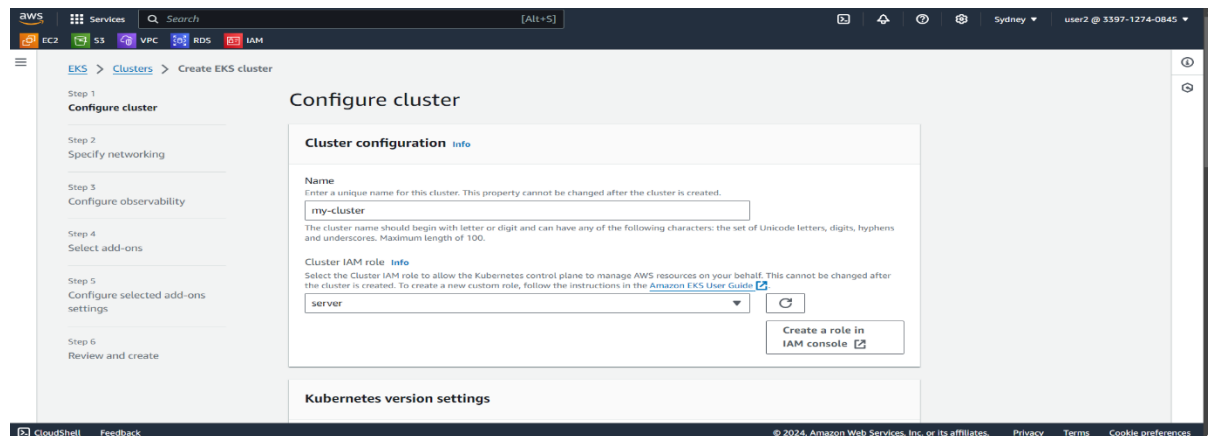 aws
Services
Search
[Alt+S]
Sydney ▼
user2 @ 3397-1274-0845 ▼
EC2 S3 VPC RDS IAM
EKS > Clusters > Create EKS cluster
Step 1
Configure cluster
Step 2
Specify networking
Step 3
Configure observability
Step 4
Select add-ons
Step 5
Configure selected add-ons
settings
Step 6
Review and create
Configure cluster
Cluster configuration Info
Name
Enter a unique name for this cluster. This property cannot be changed after the cluster is created.
my-cluster
The cluster name should begin with letter or digit and can have any of the following characters: the set of Unicode letters, digits, hyphens
and underscores. Maximum length of 100.
Cluster IAM role Info
Select the Cluster IAM role to allow the Kubernetes control plane to manage AWS resources on your behalf. This cannot be changed after
the cluster is created. To create a new custom role, follow the instructions in the Amazon EKS User Guide.
server
Create a role in
IAM console
Kubernetes version settings
CloudShell Feedback
© 2024, Amazon Web Services, Inc. or its affiliates. Privacy Terms Cookie preferences